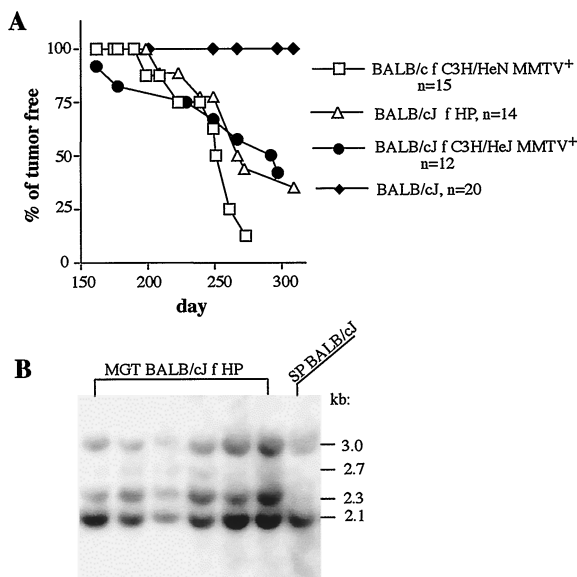 A
% of tumor free
100
75
50
25
0
150
200
250
300
day
BALB/c f C3H/HeN MMTV+
n=15
BALB/cJ f HP, n=14
BALB/cJ f C3H/HeJ MMTV+
n=12
BALB/cJ, n=20
B
MGT BALB/cJ f HP
SP BALB/cJ
kb:
3.0
2.7
2.3
2.1